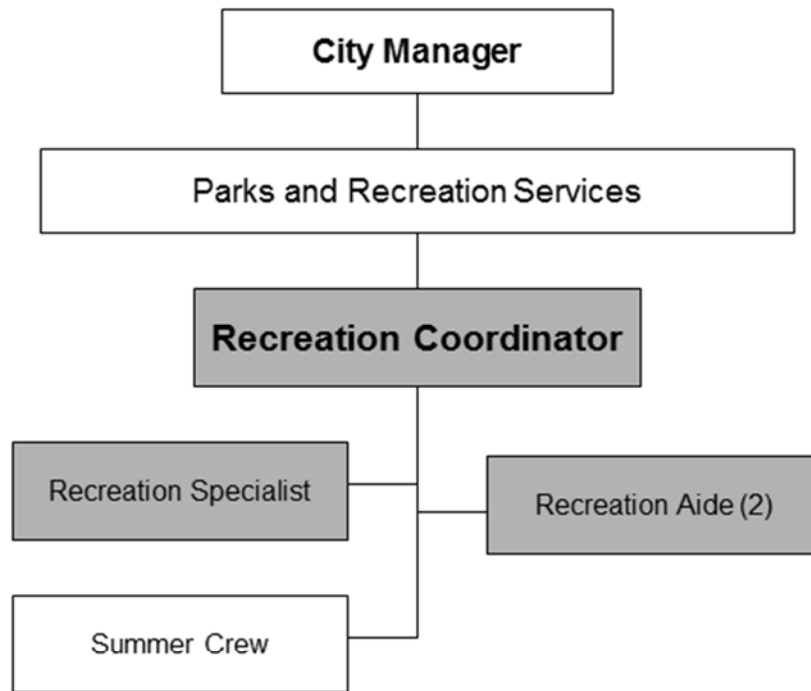 City Manager
Parks and Recreation Services
Recreation Coordinator
Recreation Specialist
Recreation Aide (2)
Summer Crew